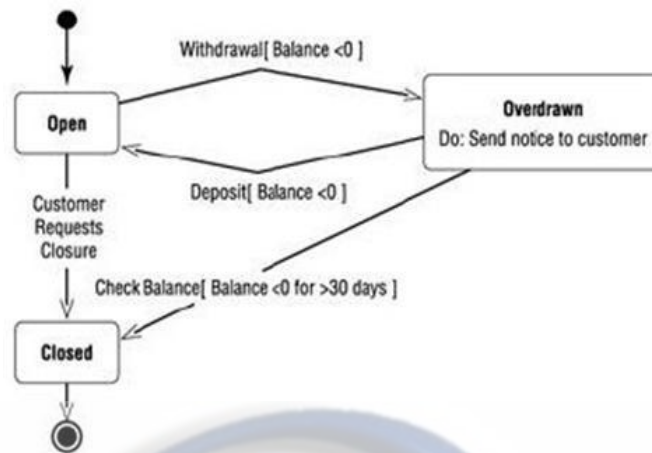 Withdrawal[ Balance <0 ]
Open
Overdrawn
Do: Send notice to customer
Deposit[ Balance <0 ]
Customer
Requests
Closure
Check Balance[ Balance <0 for >30 days ]
Closed